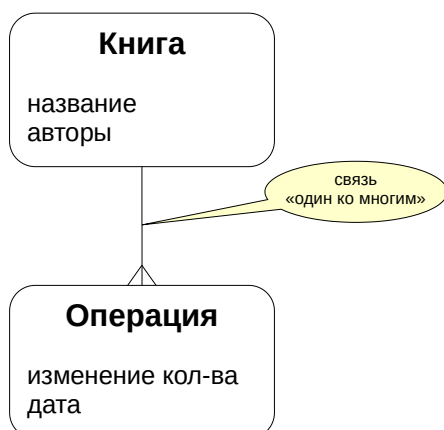 Книга
название
авторы
связь
«один ко многим»
Операция
изменение кол-ва
дата